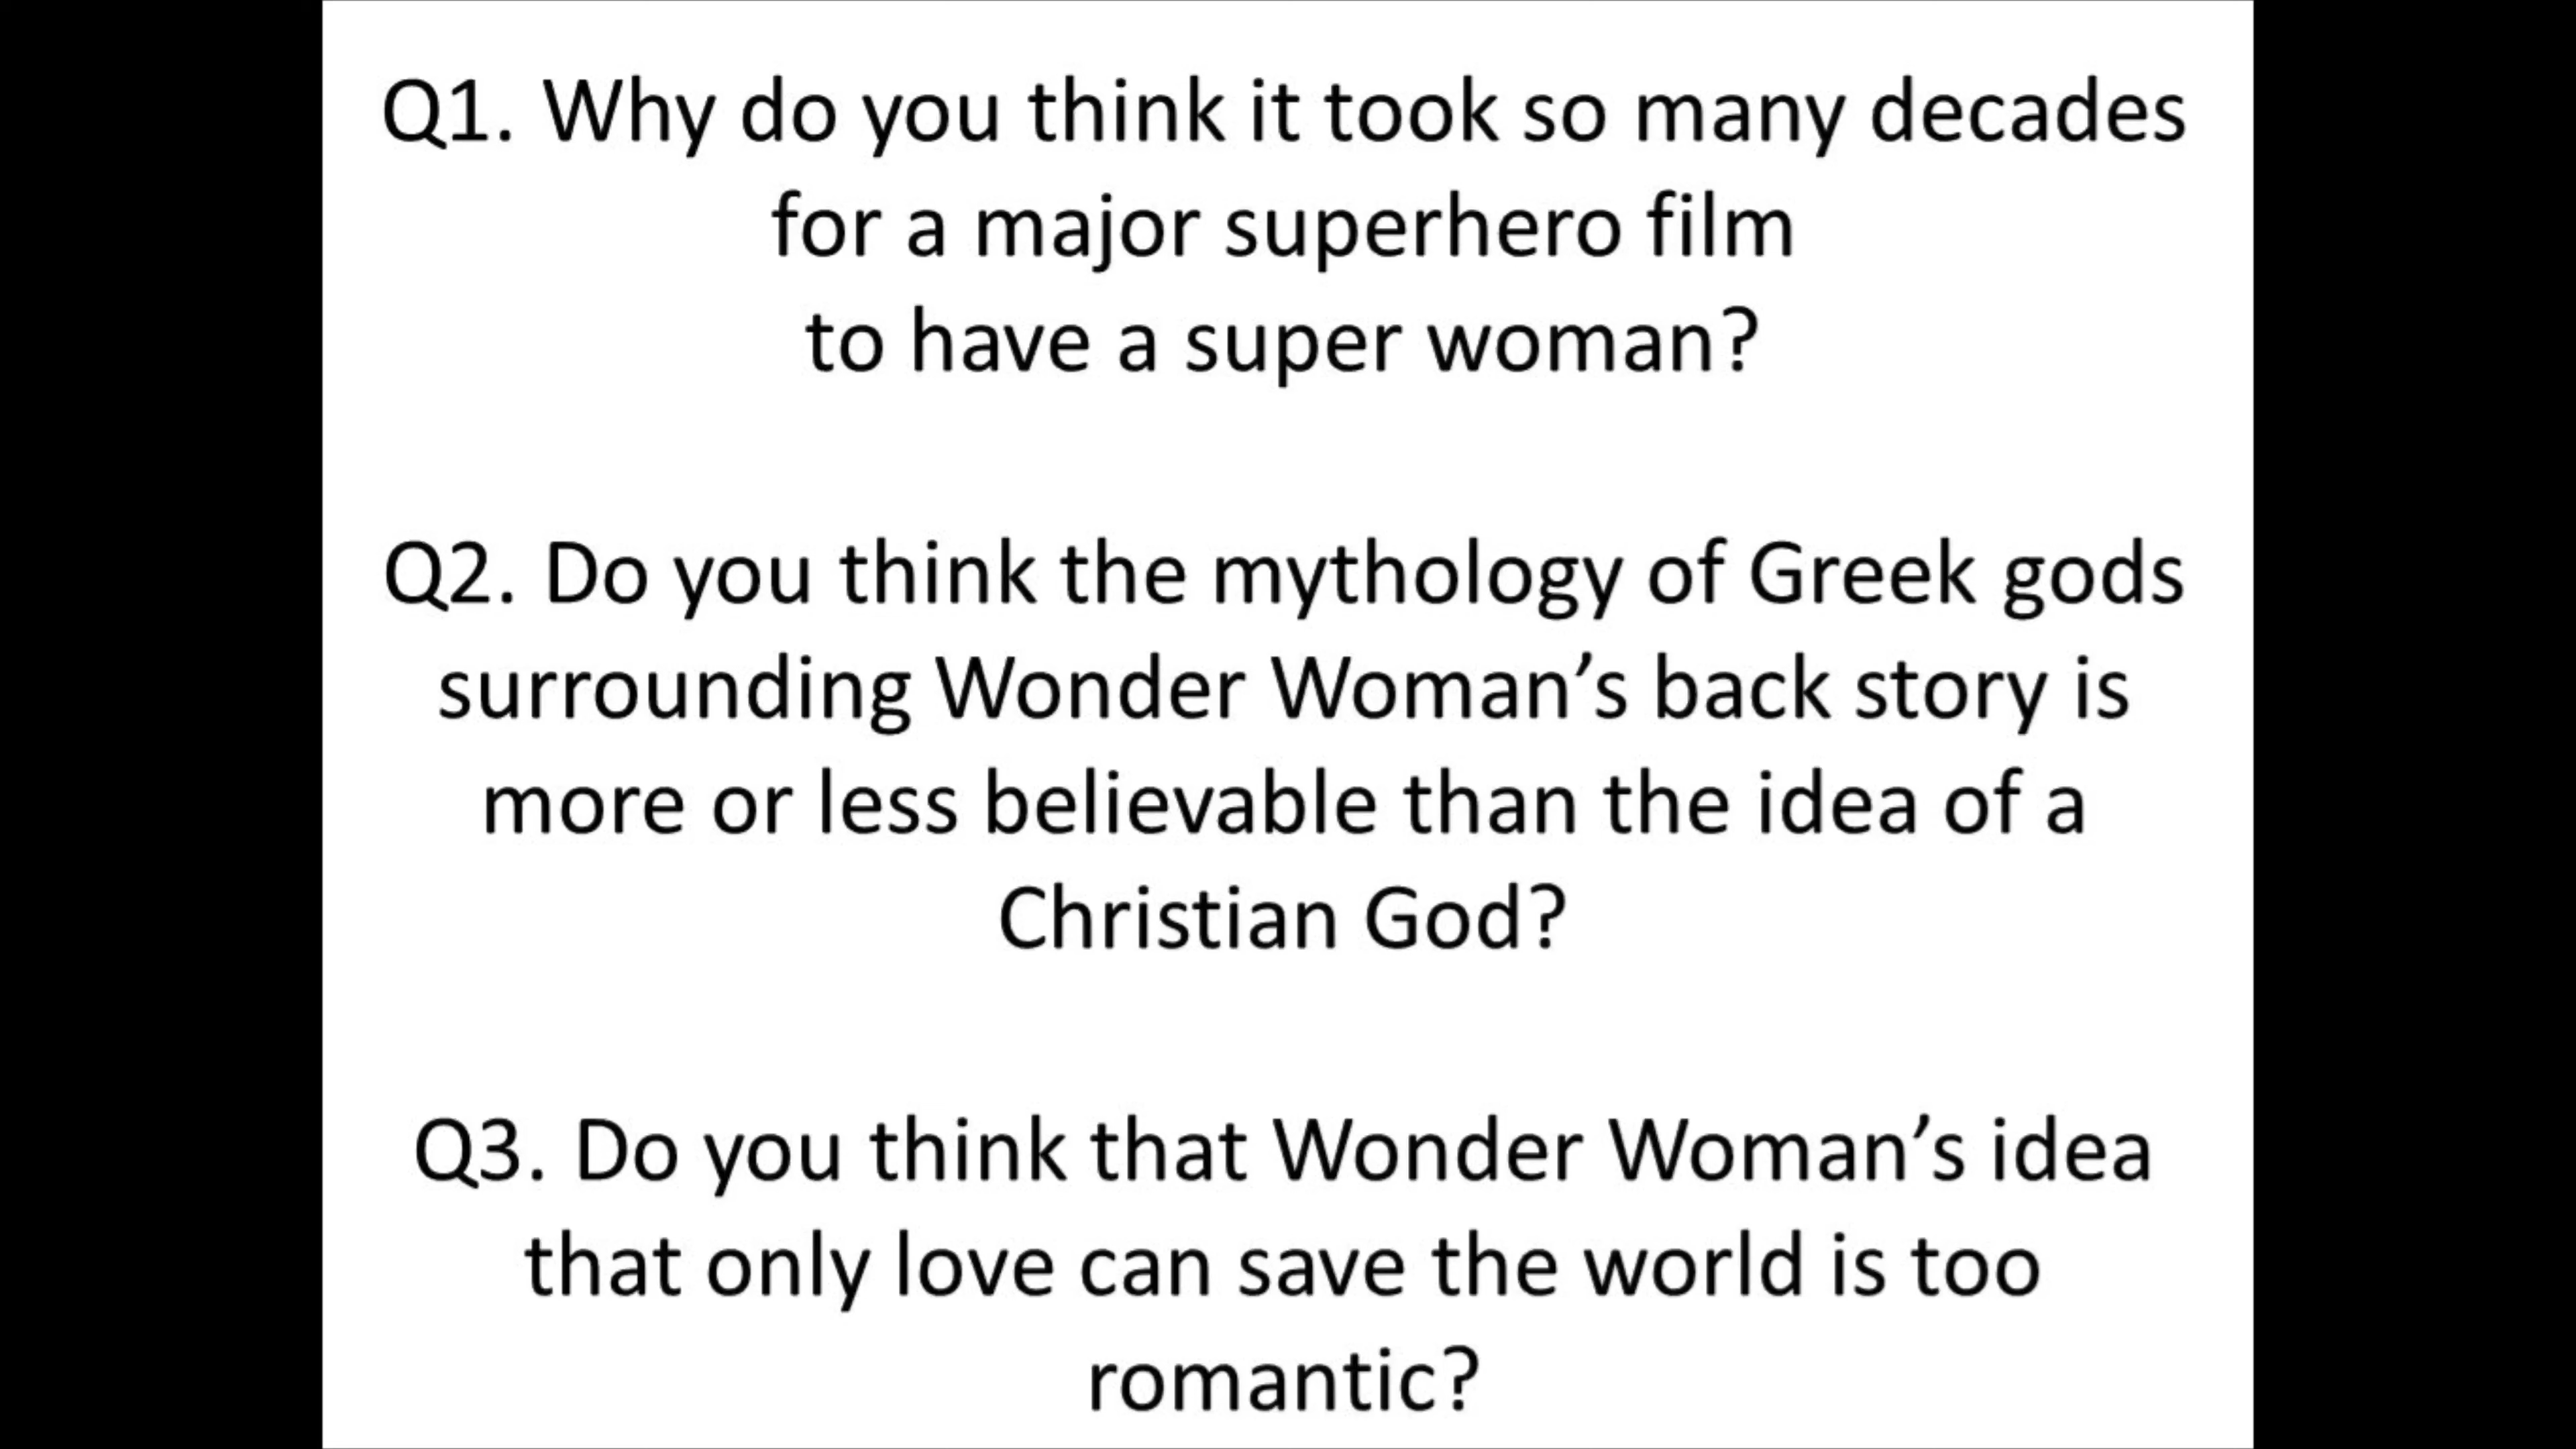 Q1. Why do you think it took so many decades
for a major superhero film
to have a super woman?
Q2. Do you think the mythology of Greek gods
surrounding Wonder Woman’s back story is
more or less believable than the idea of a
Christian God?
Q3. Do you think that Wonder Woman’s idea
that only love can save the world is too
romantic?